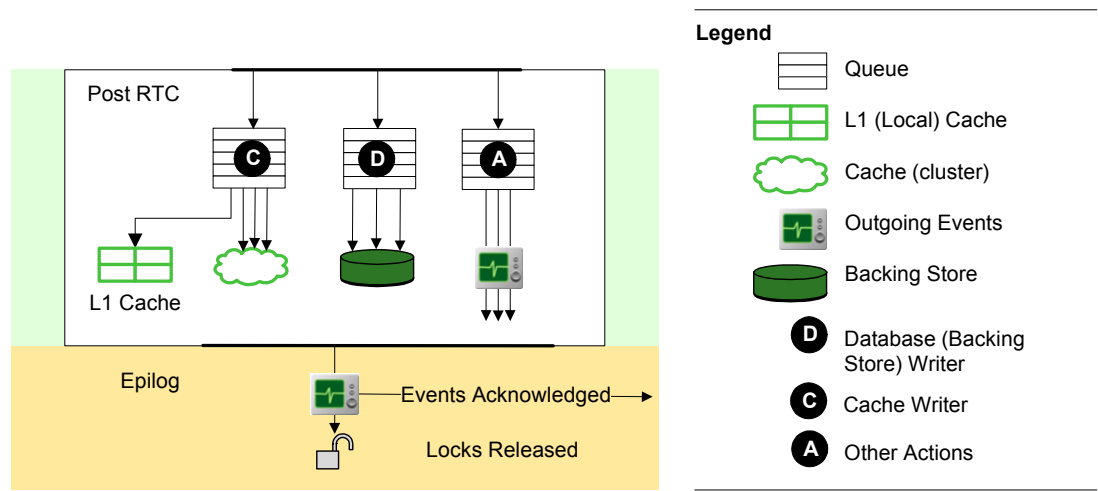 Post RTC
C
D
A
L1 Cache
Epilog
Events Acknowledged
Locks Released
Legend
Queue
L1 (Local) Cache
Cache (cluster)
Outgoing Events
Backing Store
D
Database (Backing
Store) Writer
C
Cache Writer
A
Other Actions